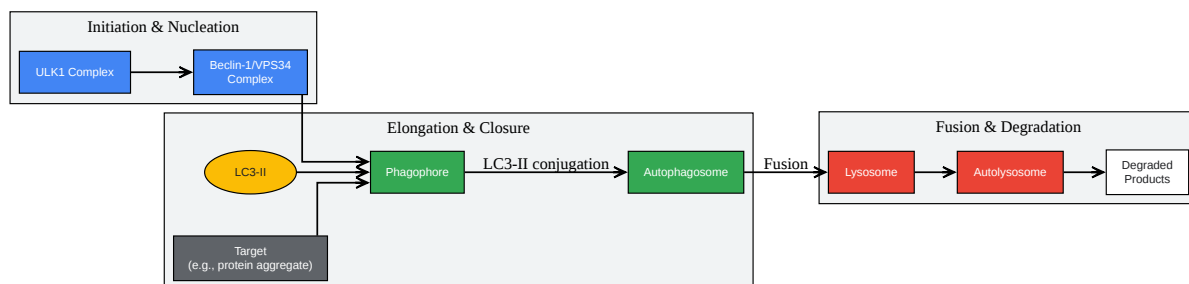 Initiation & Nucleation
ULK1 Complex
Beclin-1/VPS34
Complex
Elongation & Closure
LC3-II
Phagophore
LC3-II conjugation
Autophagosome
Target
(e.g., protein aggregate)
Fusion
Fusion & Degradation
Lysosome
Autolysosome
Degraded
Products